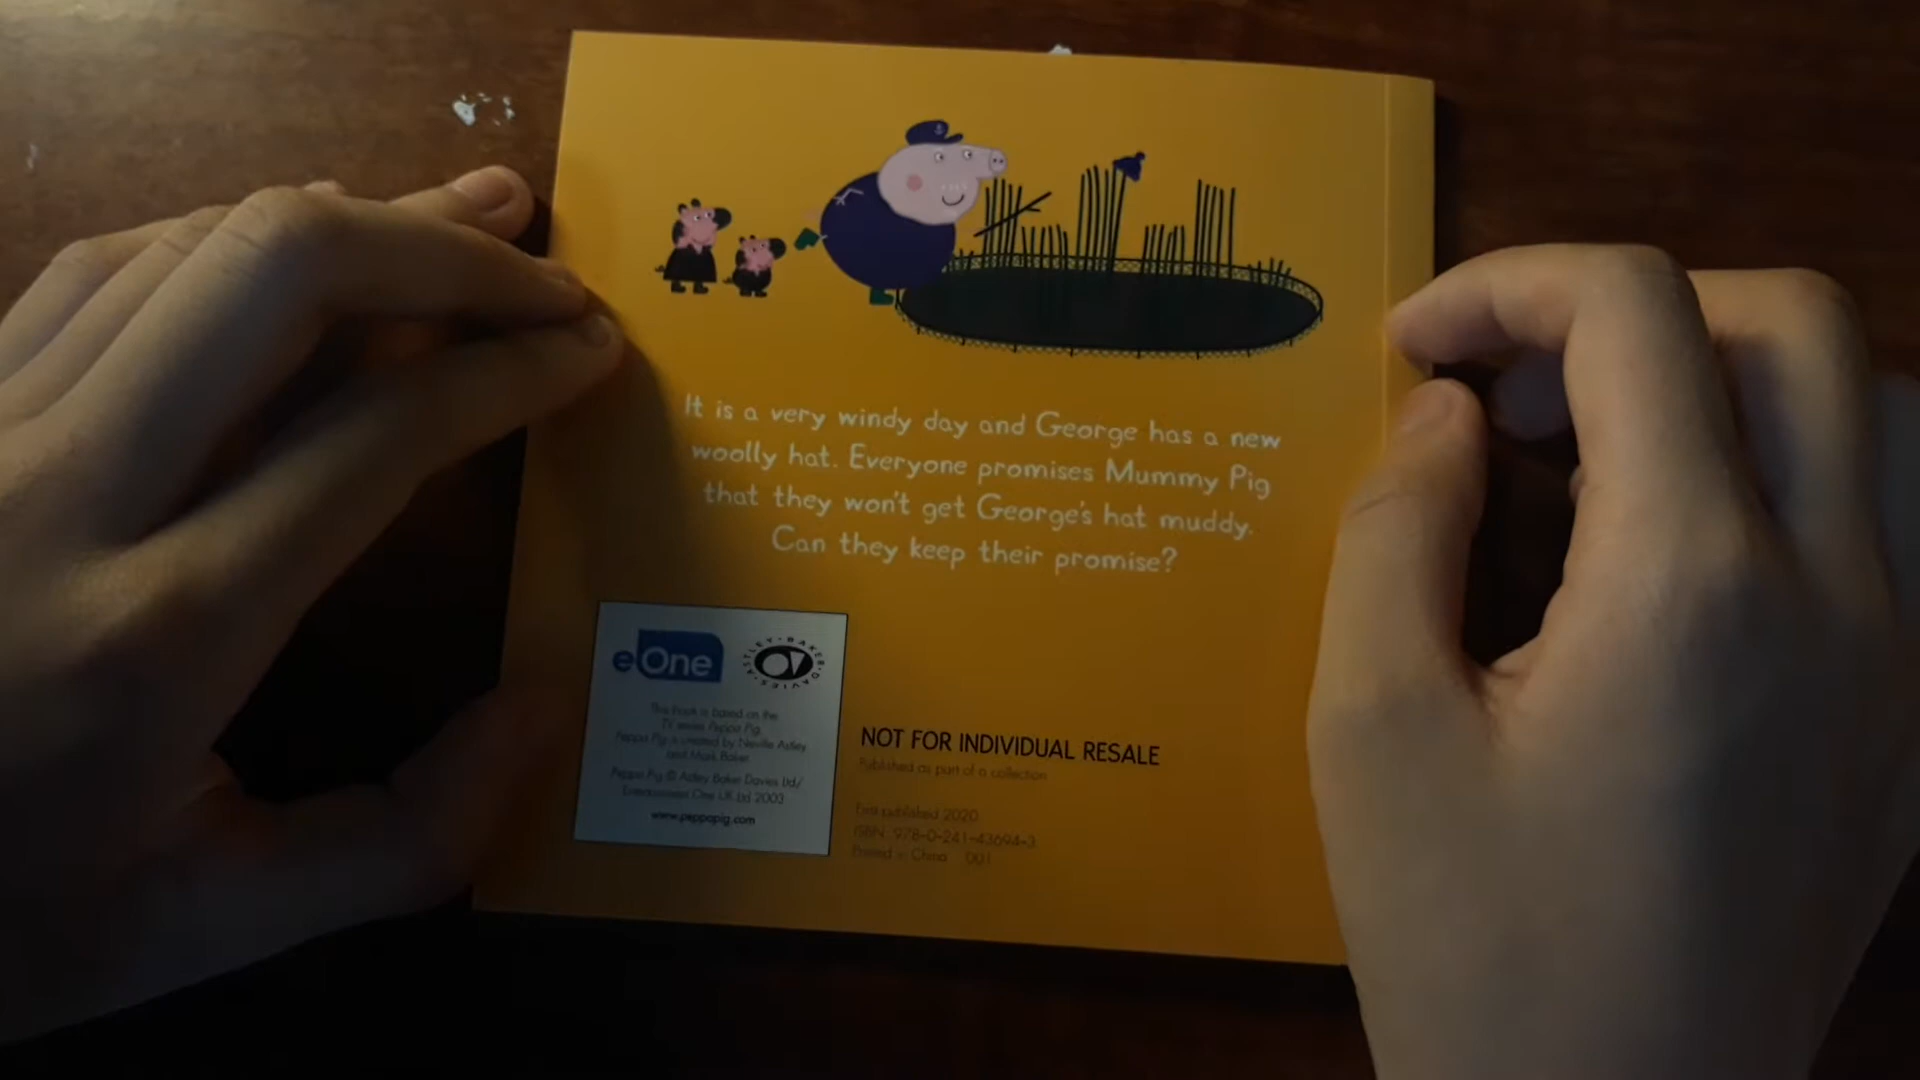 It is a very windy day and George has a new
woolly hat. Everyone promises Mummy Pig
that they won't get George's hat muddy.
Can they keep their promise?
eOne
ASTLEY·BAKER·DAVIES
This book is based on the
TV series Peppa Pig
Peppa Pig is created by Neville Astley
and Mark Baker
Peppa Pig © Astley Baker Davies Ltd/
Entertainment One UK Ltd 2003
www.peppapig.com
NOT FOR INDIVIDUAL RESALE
Published as part of a collection
First published 2020
ISBN: 978-0-241-43694-3
Printed in China 001